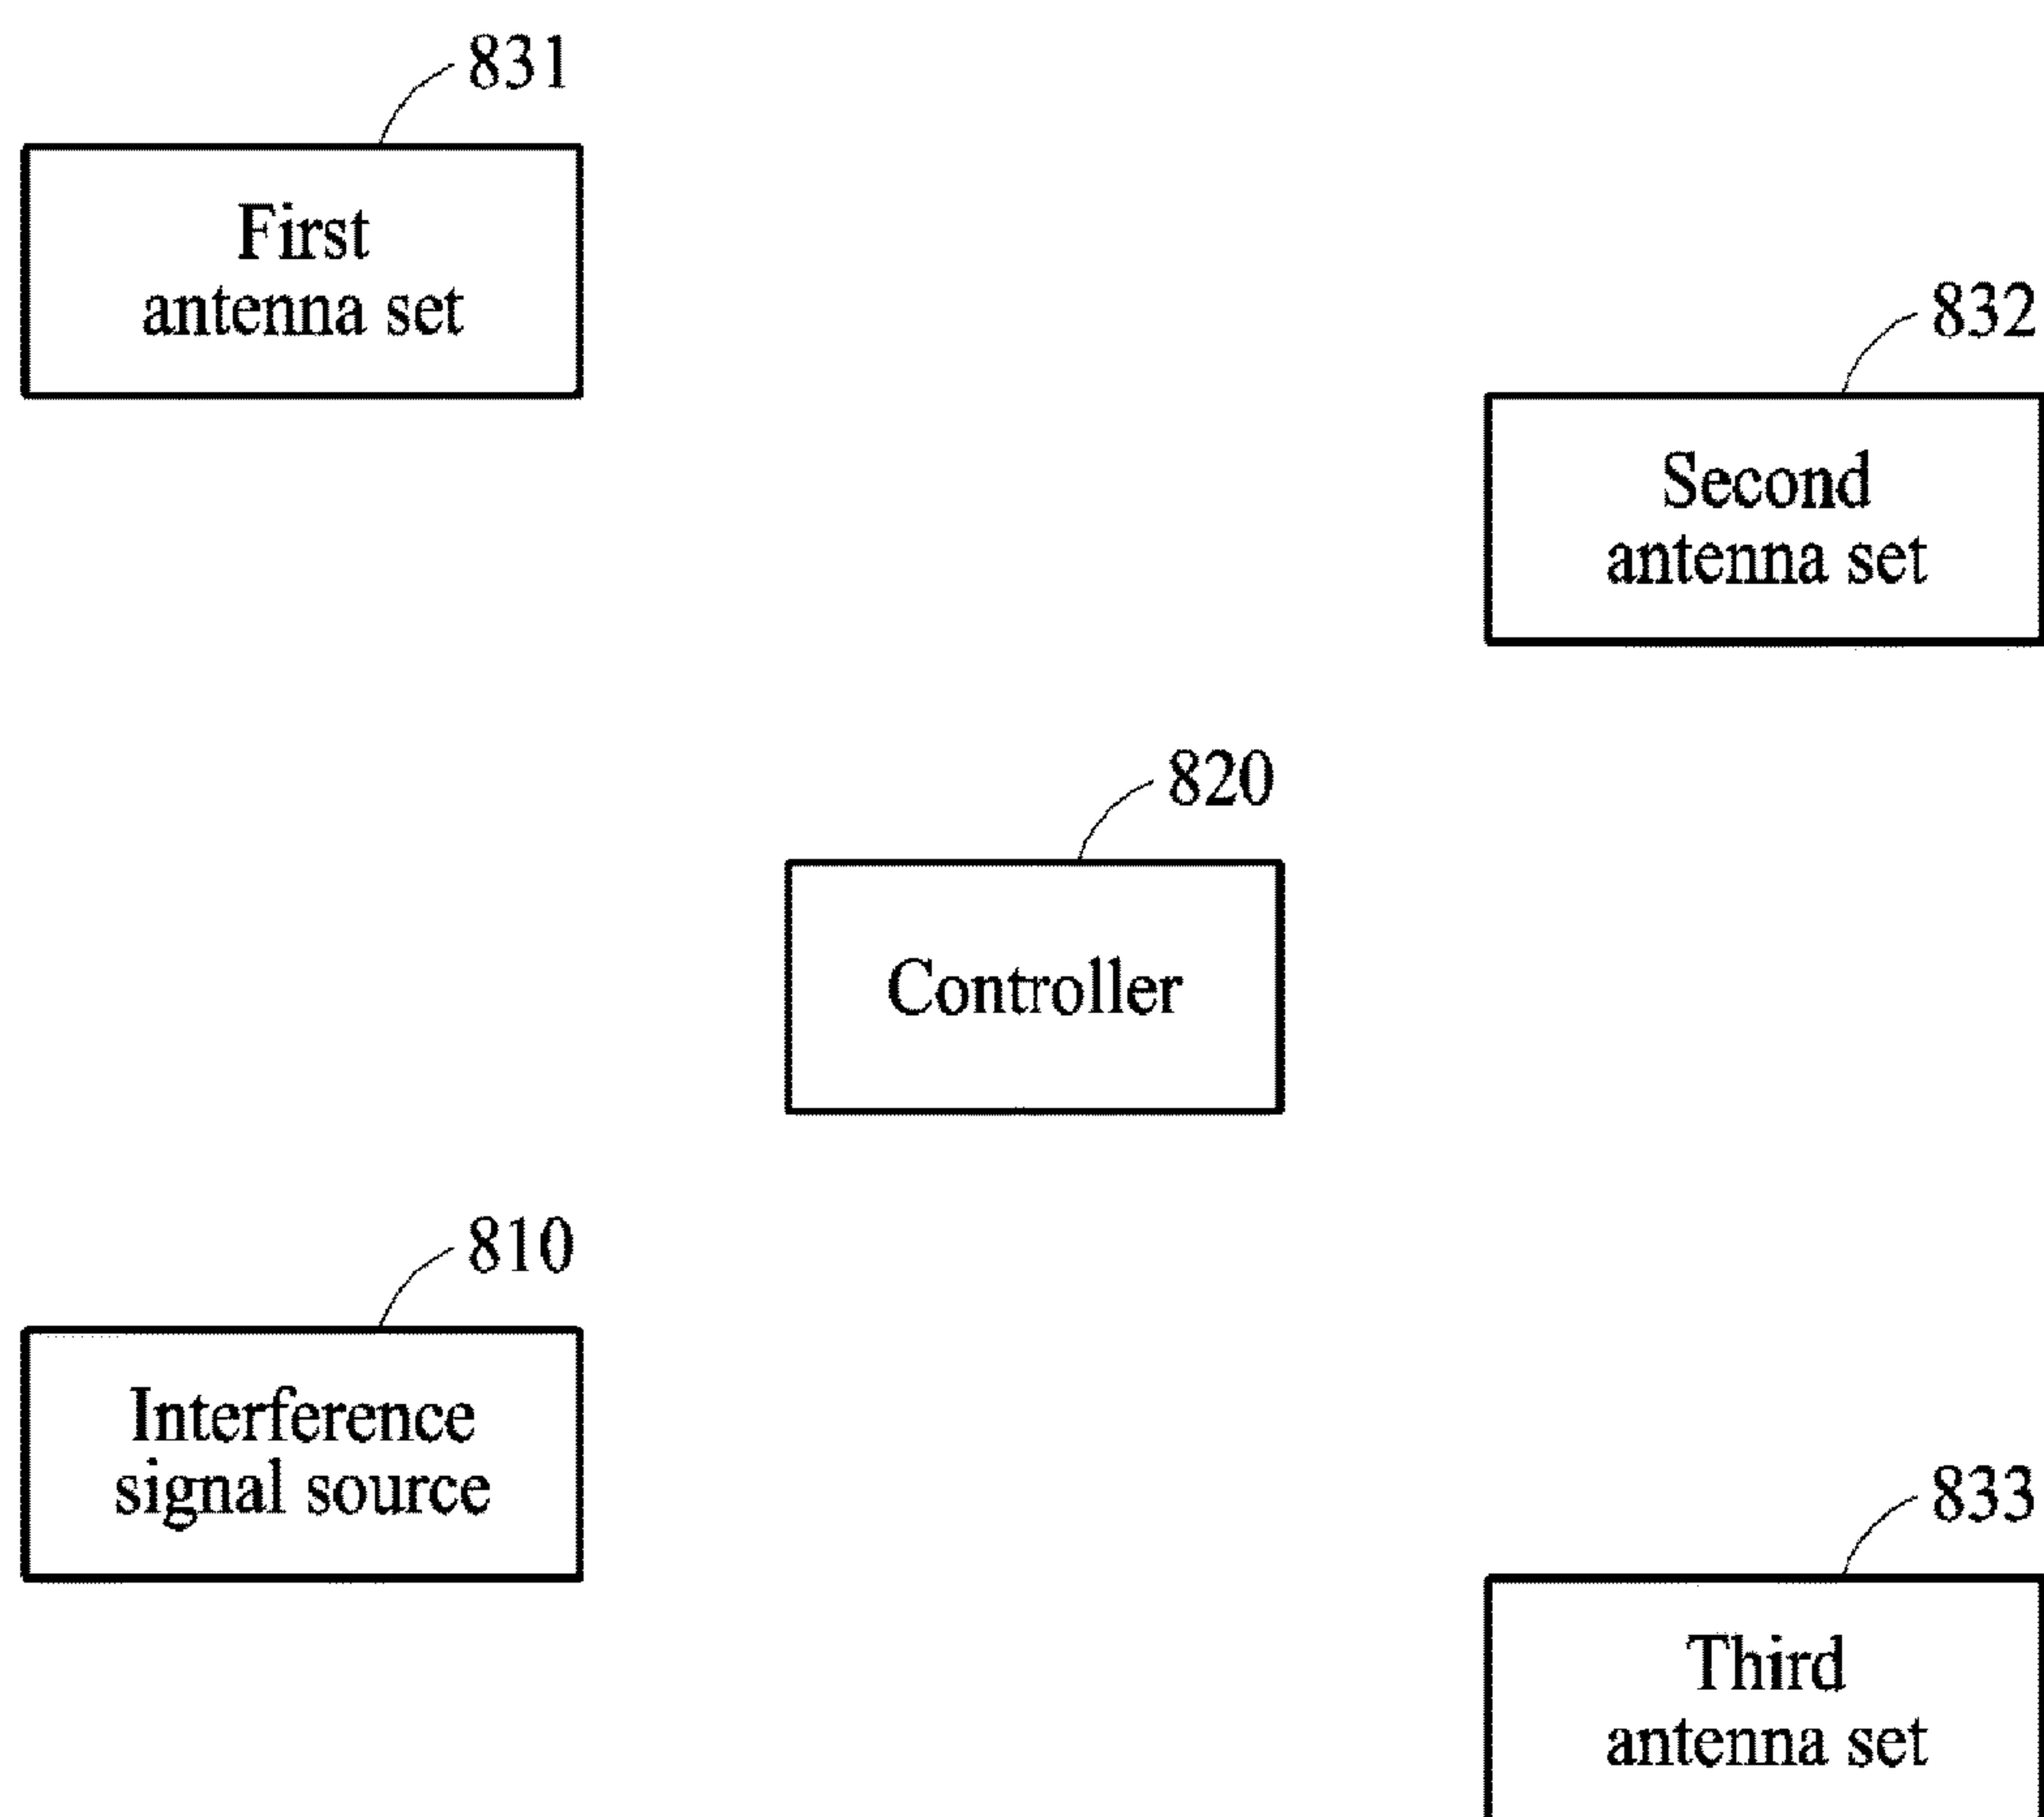 831
First
antenna set
832
Second
antenna set
820
Controller
810
Interference
signal source
833
Third
antenna set